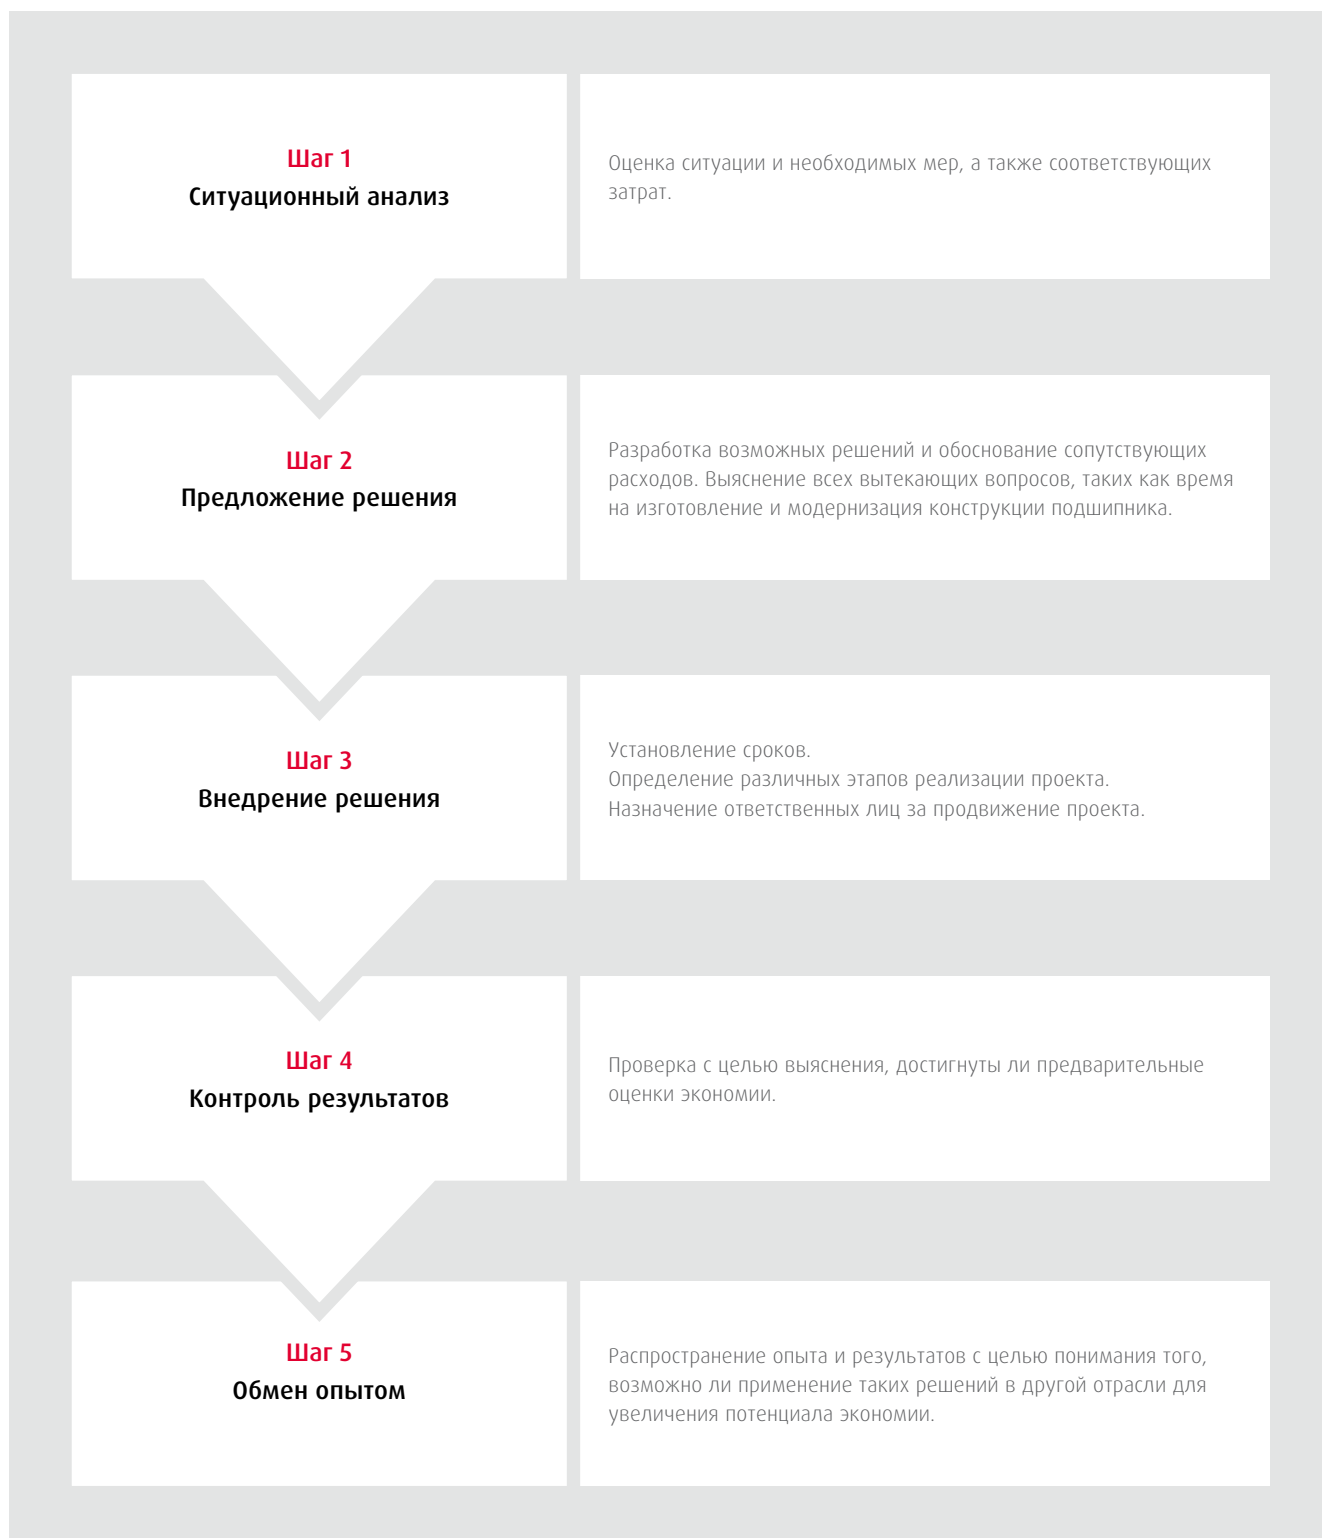 Шаг 1
Ситуационный анализ
Оценка ситуации и необходимых мер, а также соответствующих
затрат.
Шаг 2
Предложение решения
Разработка возможных решений и обоснование сопутствующих
расходов. Выяснение всех вытекающих вопросов, таких как время
на изготовление и модернизация конструкции подшипника.
Шаг 3
Внедрение решения
Установление сроков.
Определение различных этапов реализации проекта.
Назначение ответственных лиц за продвижение проекта.
Шаг 4
Контроль результатов
Проверка с целью выяснения, достигнуты ли предварительные
оценки экономии.
Шаг 5
Обмен опытом
Распространение опыта и результатов с целью понимания того,
возможно ли применение таких решений в другой отрасли для
увеличения потенциала экономии.